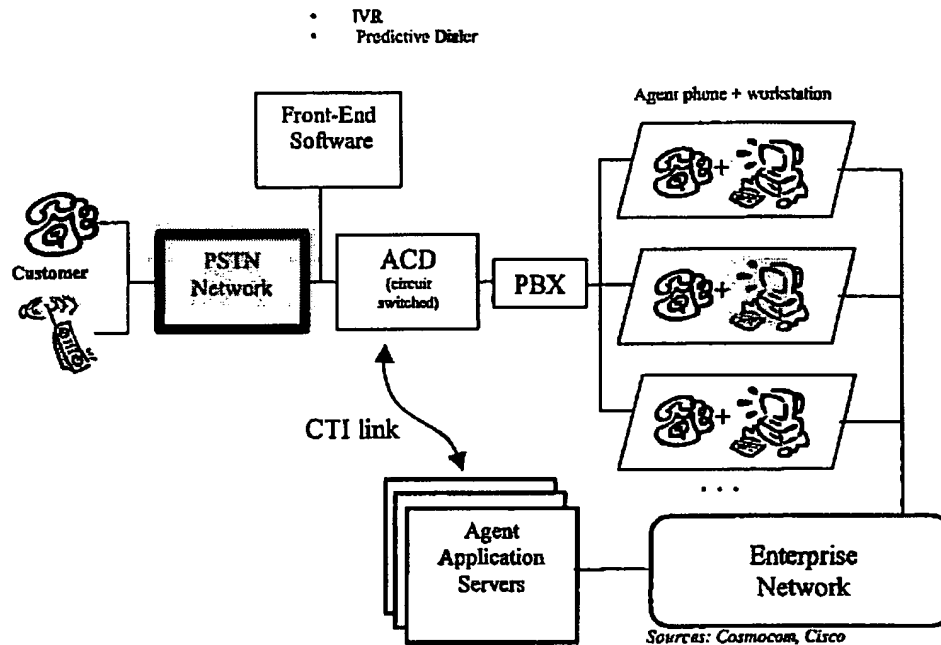 • IVR
• Predictive Dialer
Front-End
Software
Agent phone + workstation
+
Customer
PSTN
Network
ACD
(circuit
switched)
PBX
+
+
CTI link
. . .
Agent
Application
Servers
Enterprise
Network
Sources: Cosmocom, Cisco